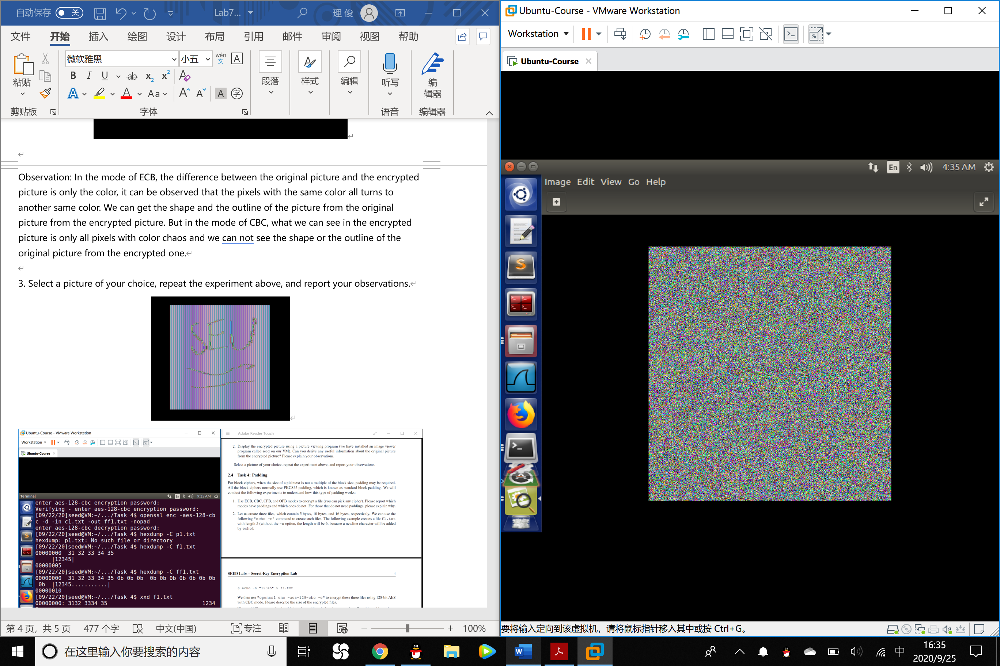 自动保存 关 Lab7... 理 俊
文件 开始 插入 绘图 设计 布局 引用 邮件 审阅 视图 帮助
粘贴 剪贴板
微软雅黑 小五 wén 文 A
B I U ab x2 x2 A
A A Aa A A A 字
字体
段落 样式 编辑 听写 语音 编辑器 编辑器
Observation: In the mode of ECB, the difference between the original picture and the encrypted
picture is only the color, it can be observed that the pixels with the same color all turns to
another same color. We can get the shape and the outline of the picture from the original
picture from the encrypted picture. But in the mode of CBC, what we can see in the encrypted
picture is only all pixels with color chaos and we can not see the shape or the outline of the
original picture from the encrypted one.
3. Select a picture of your choice, repeat the experiment above, and report your observations.
SEU
Ubuntu-Course - VMware Workstation
Workstation
Ubuntu-Course
Terminal En 9:25 AM
enter aes-128-cbc encryption password:
Verifying - enter aes-128-cbc encryption password:
[09/22/20]seed@VM:~/.../Task 4$ openssl enc -aes-128-cb
c -d -in c1.txt -out ff1.txt -nopad
enter aes-128-cbc decryption password:
[09/22/20]seed@VM:~/.../Task 4$ hexdump -C p1.txt
hexdump: p1.txt: No such file or directory
[09/22/20]seed@VM:~/.../Task 4$ hexdump -C f1.txt
00000000  31 32 33 34 35
|12345|
00000005
[09/22/20]seed@VM:~/.../Task 4$ hexdump -C ff1.txt
00000000  31 32 33 34 35 0b 0b 0b  0b 0b 0b 0b 0b 0b 0b
0b  |12345...........|
00000010
[09/22/20]seed@VM:~/.../Task 4$ xxd f1.txt
00000000: 3132 3334 35 1234
Adobe Reader Touch
2. Display the encrypted picture using a picture viewing program (we have installed an image viewer
program called eog on our VM). Can you derive any useful information about the original picture
from the encrypted picture? Please explain your observations.
Select a picture of your choice, repeat the experiment above, and report your observations.
2.4 Task 4: Padding
For block ciphers, when the size of a plaintext is not a multiple of the block size, padding may be required.
All the block ciphers normally use PKCS#5 padding, which is known as standard block padding. We will
conduct the following experiments to understand how this type of padding works:
1. Use ECB, CBC, CFB, and OFB modes to encrypt a file (you can pick any cipher). Please report which
modes have paddings and which ones do not. For those that do not need paddings, please explain why.
2. Let us create three files, which contain 5 bytes, 10 bytes, and 16 bytes, respectively. We can use the
following "echo -n" command to create such files. The following example creates a file f1.txt
with length 5 (without the -n option, the length will be 6, because a newline character will be added
by echo):
SEED Labs – Secret-Key Encryption Lab 4
$ echo -n "12345" > f1.txt
We then use "openssl enc -aes-128-cbc -e" to encrypt these three files using 128-bit AES
with CBC mode. Please describe the size of the encrypted files.
第 4 页，共 5 页 477 个字 中文(中国) 专注 100%
Ubuntu-Course - VMware Workstation
Workstation
Ubuntu-Course
En 4:35 AM
Image Edit View Go Help
要将输入定向到该虚拟机，请将鼠标指针移入其中或按 Ctrl+G。
在这里输入你要搜索的内容
中 16:35
2020/9/25